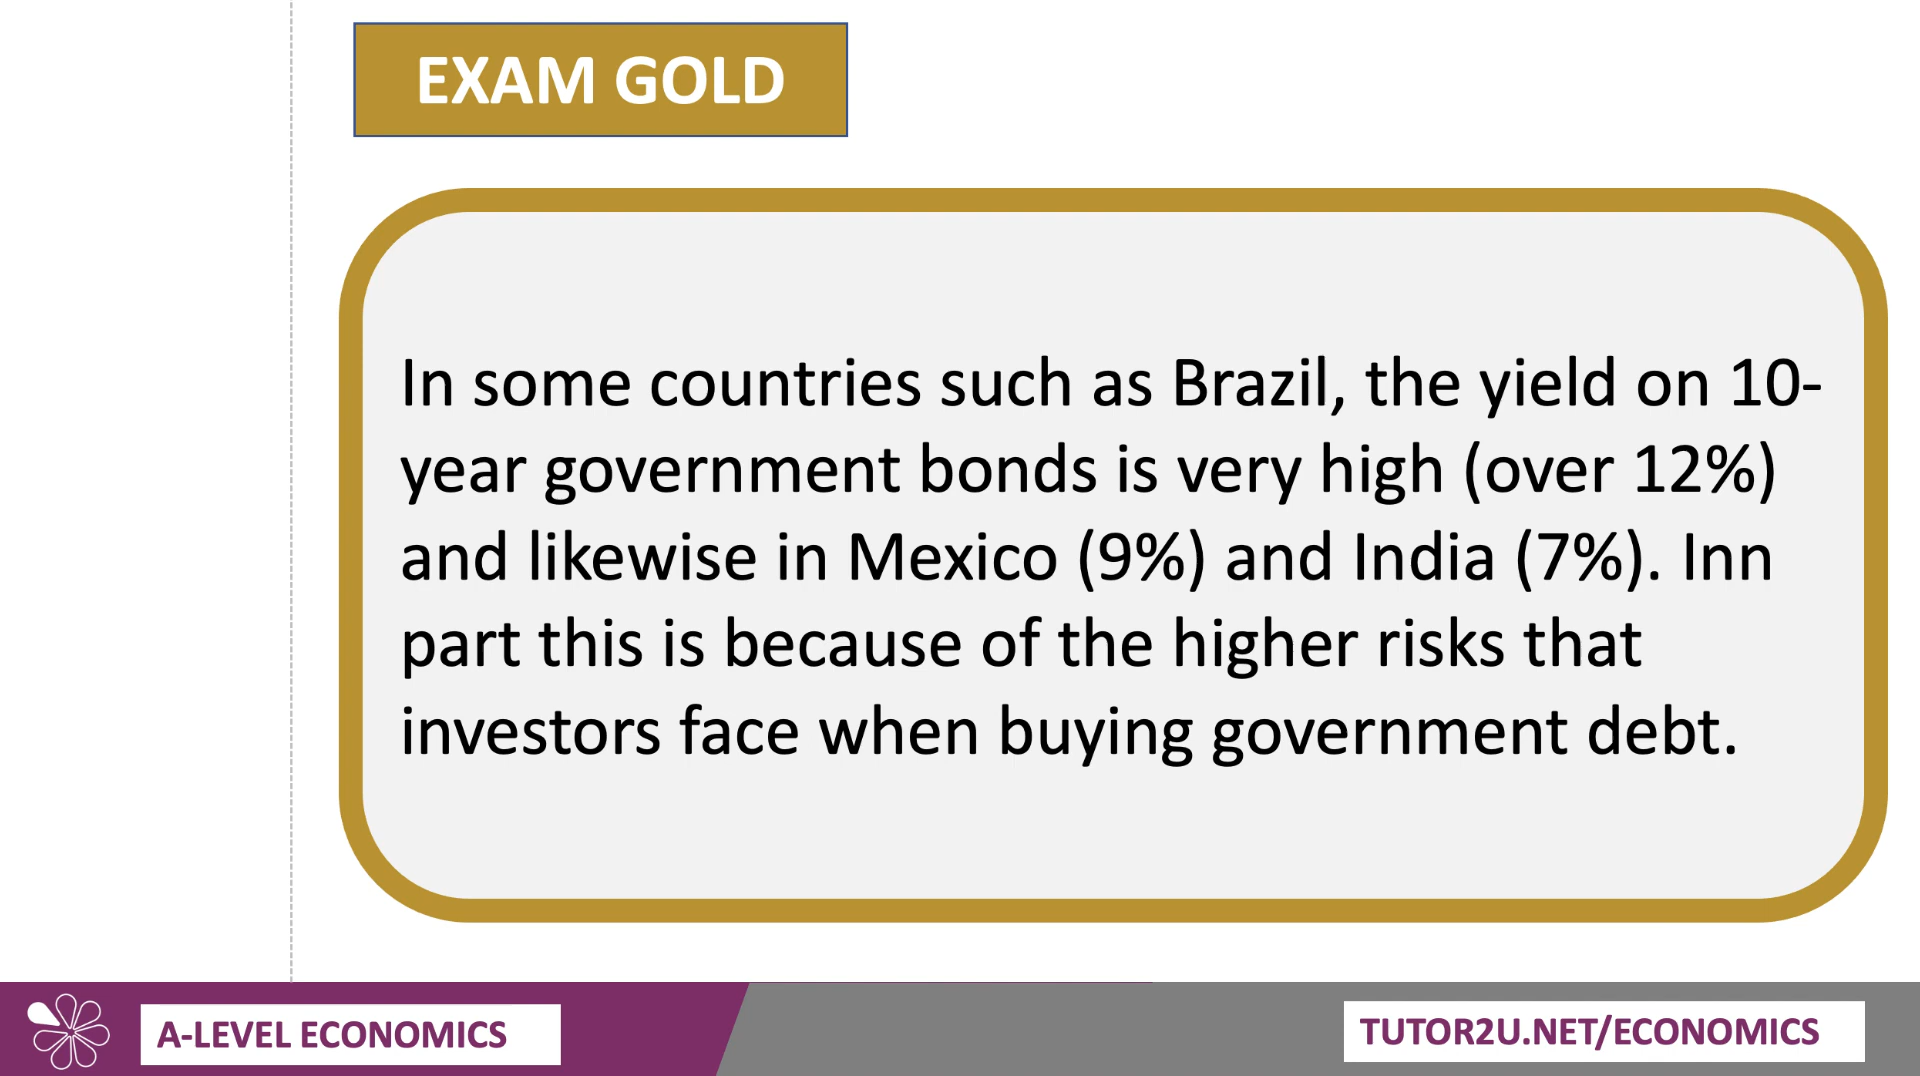 EXAM GOLD
In some countries such as Brazil, the yield on 10-
year government bonds is very high (over 12%)
and likewise in Mexico (9%) and India (7%). Inn
part this is because of the higher risks that
investors face when buying government debt.
A-LEVEL ECONOMICS
TUTOR2U.NET/ECONOMICS